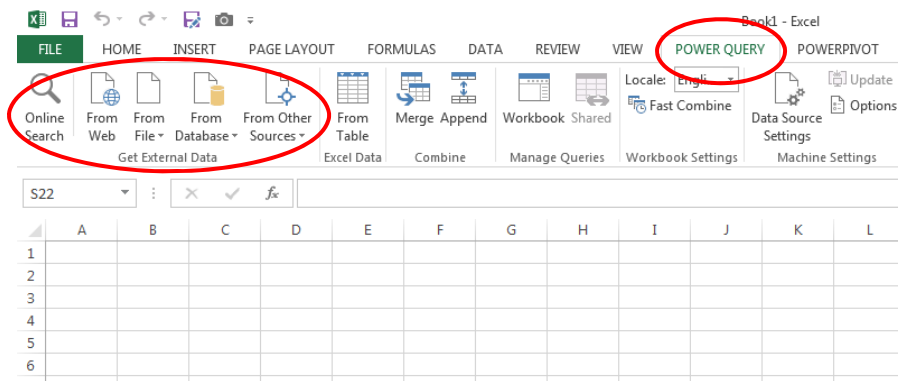 Book1 - Excel
FILE HOME INSERT PAGE LAYOUT FORMULAS DATA REVIEW VIEW POWER QUERY POWERPIVOT
Online Search
From Web
From File
From Database
From Other Sources
Get External Data
From Table
Excel Data
Merge Append
Combine
Workbook Shared
Manage Queries
Locale: Engli
Fast Combine
Workbook Settings
Data Source Settings
Update
Options
Machine Settings
S22 fx
A B C D E F G H I J K L
1
2
3
4
5
6